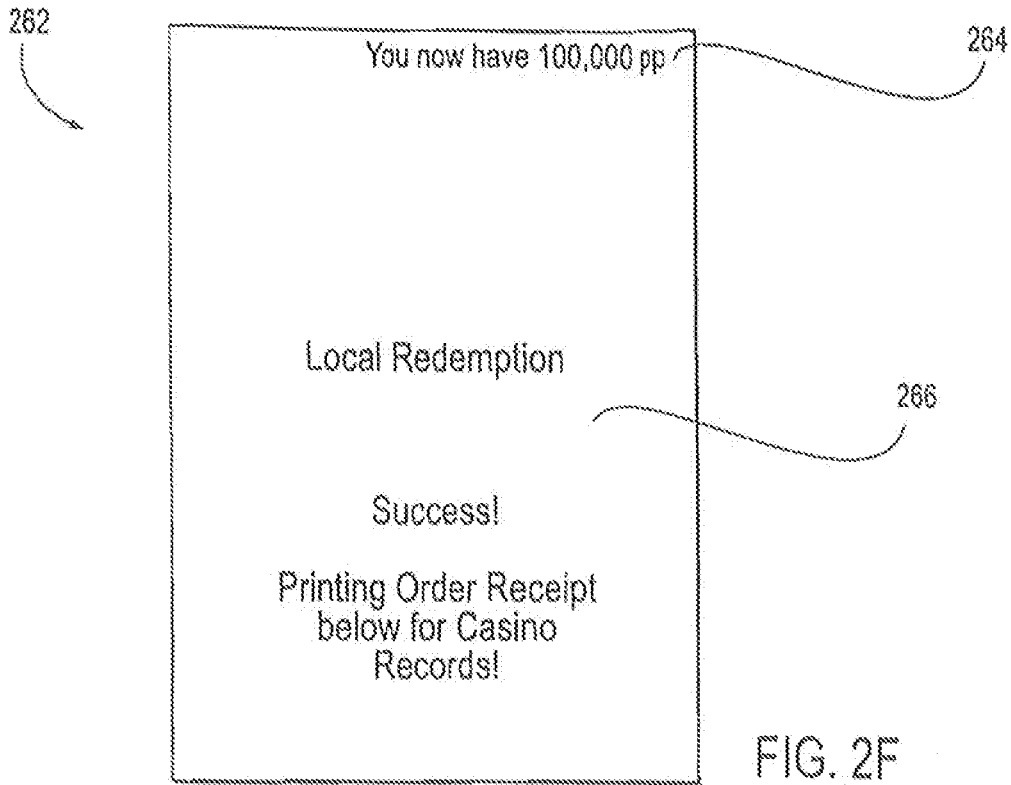 262
You now have 100,000 pp
264
Local Redemption
266
Success!
Printing Order Receipt
below for Casino
Records!
FIG. 2F